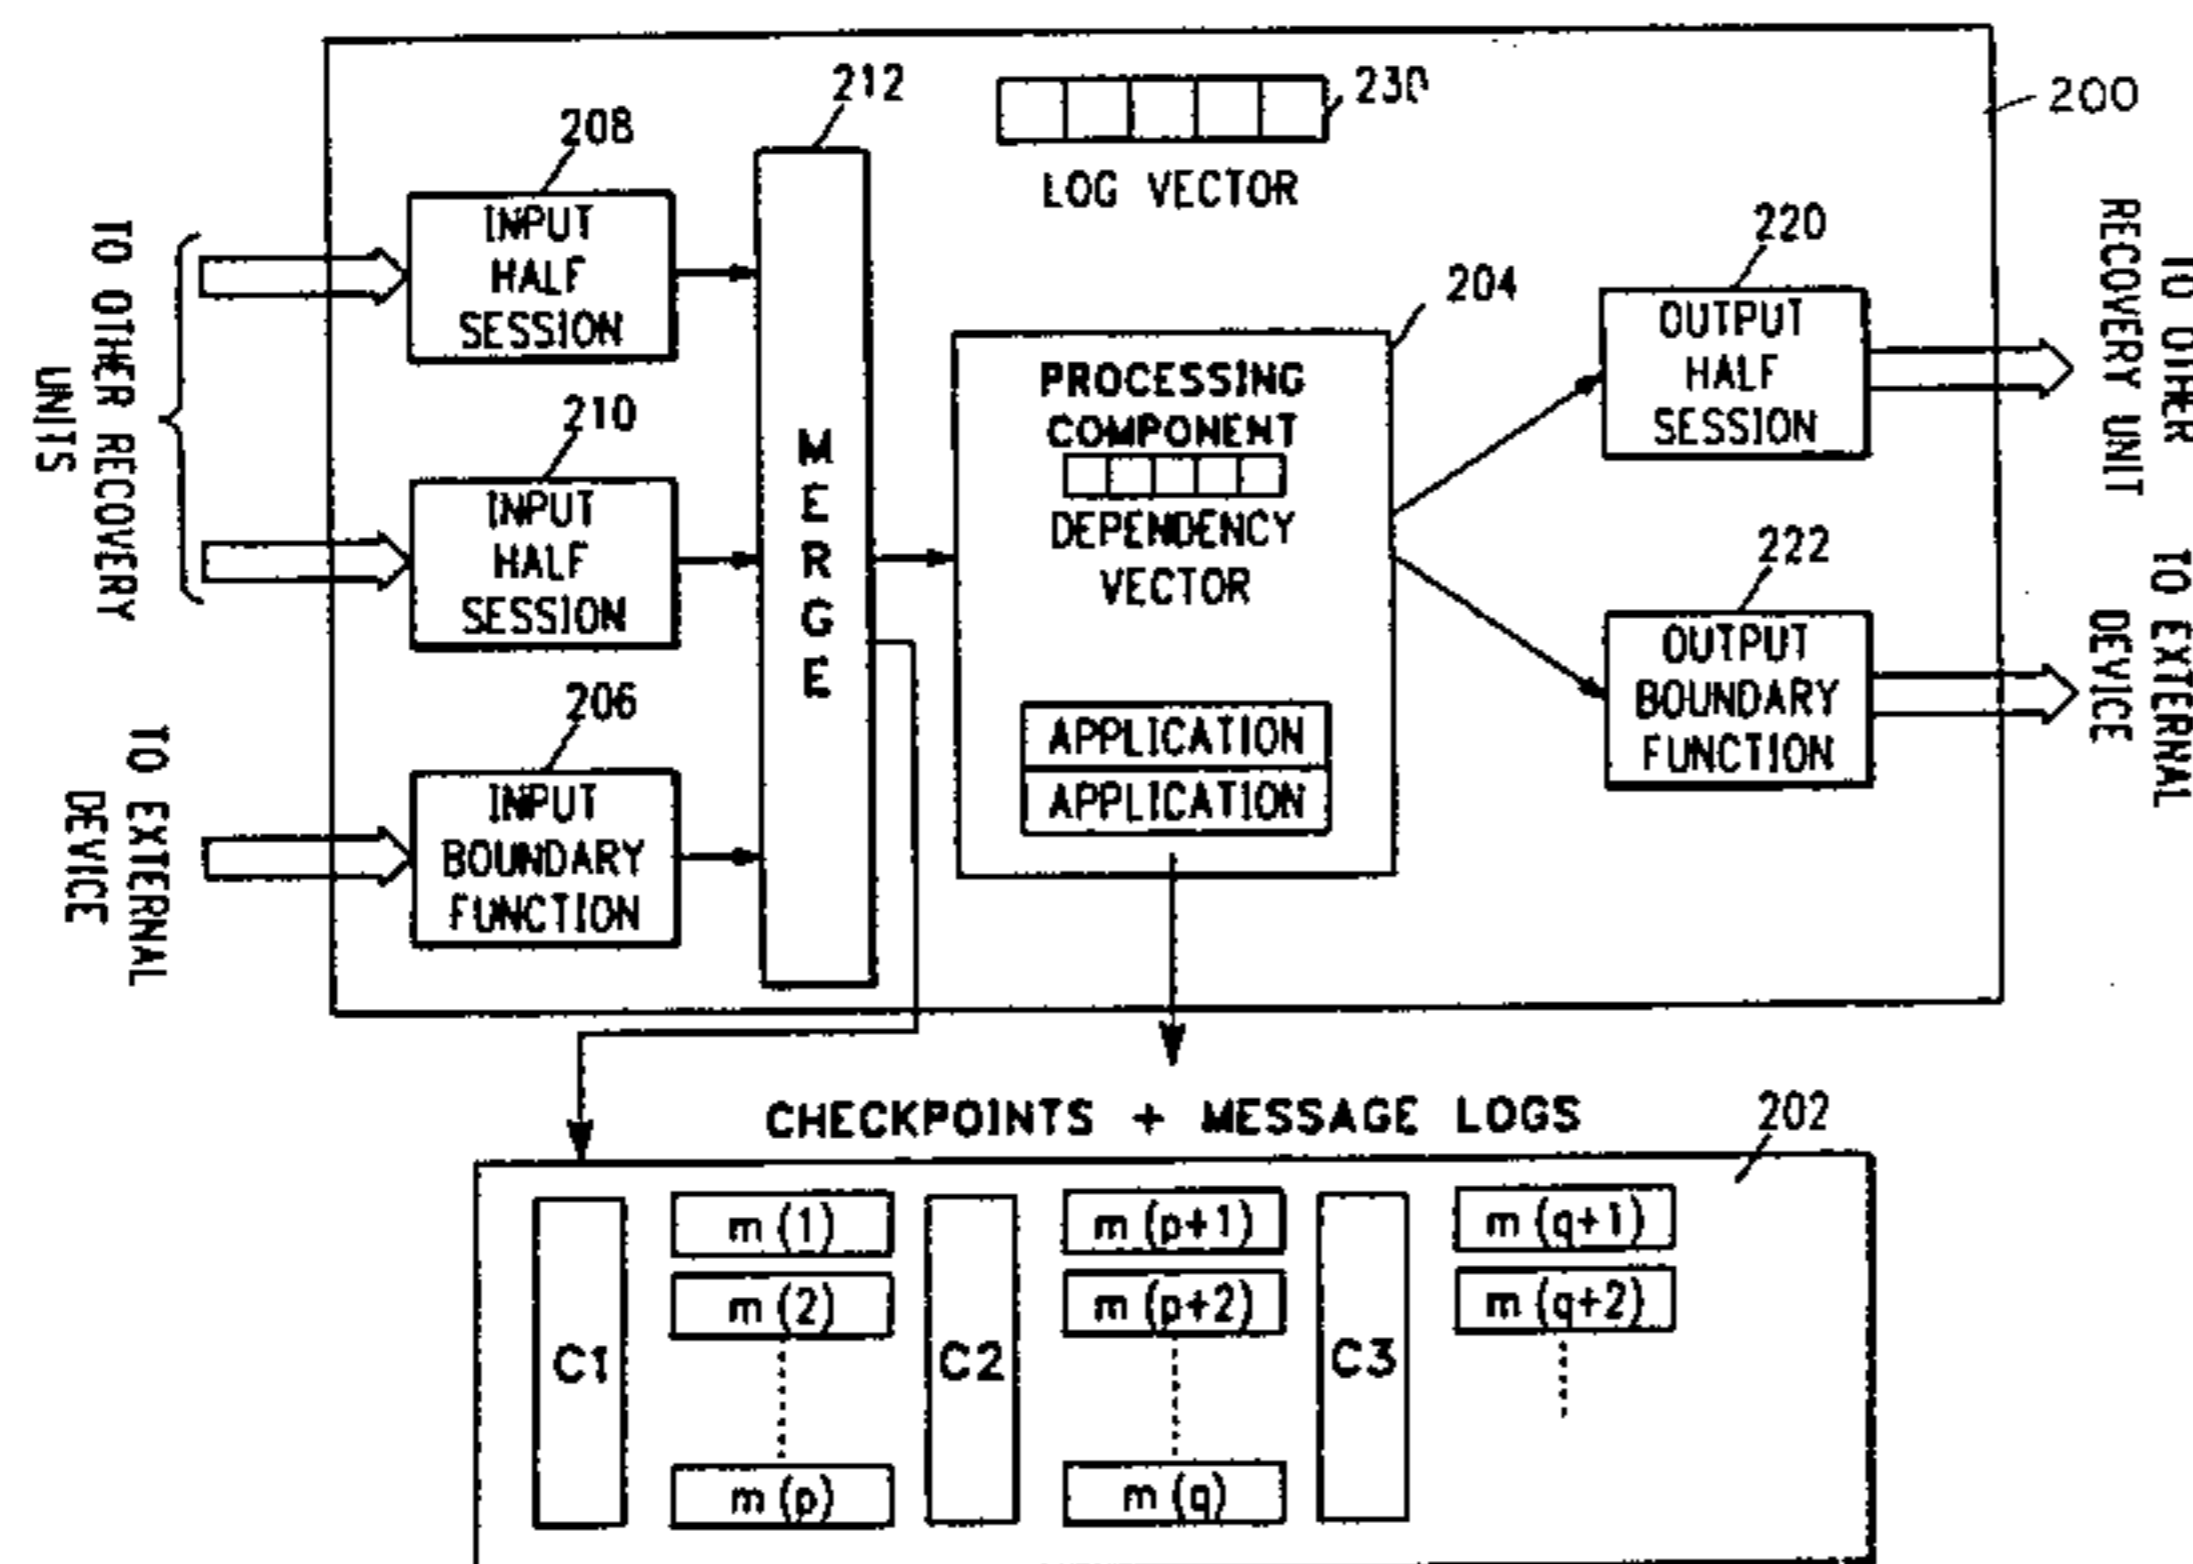 212
230
200
208
LOG VECTOR
INPUT
HALF
SESSION
TO OTHER RECOVERY
UNITS
220
TO OTHER
RECOVERY UNIT
204
OUTPUT
HALF
SESSION
PROCESSING
COMPONENT
DEPENDENCY
VECTOR
210
INPUT
HALF
SESSION
MERGE
222
OUTPUT
BOUNDARY
FUNCTION
TO EXTERNAL
DEVICE
206
INPUT
BOUNDARY
FUNCTION
TO EXTERNAL
DEVICE
APPLICATION
APPLICATION
CHECKPOINTS + MESSAGE LOGS
202
C1
m (1)
m (2)
m (p)
C2
m (p+1)
m (p+2)
m (q)
C3
m (q+1)
m (q+2)